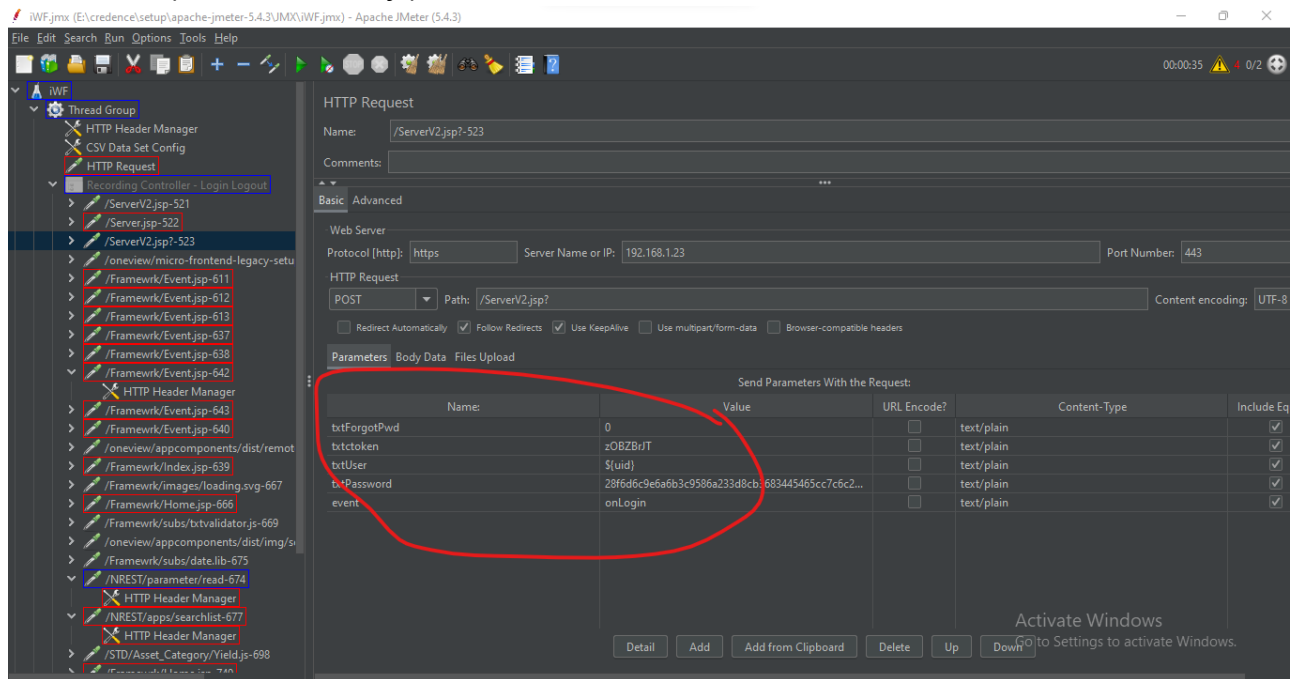 iWF.jmx (E:\credence\setup\apache-jmeter-5.4.3\JMX\iWF.jmx) - Apache JMeter (5.4.3)
File Edit Search Run Options Tools Help
00:00:35 4 0/2
iWF
Thread Group
HTTP Header Manager
CSV Data Set Config
HTTP Request
Recording Controller - Login Logout
/ServerV2.jsp-521
/Server.jsp-522
/ServerV2.jsp?-523
/oneview/micro-frontend-legacy-setu
/Framewrk/Event.jsp-611
/Framewrk/Event.jsp-612
/Framewrk/Event.jsp-613
/Framewrk/Event.jsp-637
/Framewrk/Event.jsp-638
/Framewrk/Event.jsp-642
HTTP Header Manager
/Framewrk/Event.jsp-643
/Framewrk/Event.jsp-640
/oneview/appcomponents/dist/remot
/Framewrk/Index.jsp-639
/Framewrk/images/loading.svg-667
/Framewrk/Home.jsp-666
/Framewrk/subs/txtvalidator.js-669
/oneview/appcomponents/dist/img/s
/Framewrk/subs/date.lib-675
/NREST/parameter/read-674
HTTP Header Manager
/NREST/apps/searchlist-677
HTTP Header Manager
/STD/Asset_Category/Yield.js-698
HTTP Request
Name: /ServerV2.jsp?-523
Comments:
Basic Advanced
Web Server
Protocol [http]: https Server Name or IP: 192.168.1.23 Port Number: 443
HTTP Request
POST Path: /ServerV2.jsp? Content encoding: UTF-8
Redirect Automatically Follow Redirects Use KeepAlive Use multipart/form-data Browser-compatible headers
Parameters Body Data Files Upload
Send Parameters With the Request:
Name: Value URL Encode? Content-Type Include Eq
txtForgotPwd 0 text/plain
txtctoken zOBZBrJT text/plain
txtUser ${uid} text/plain
txtPassword text/plain
event onLogin text/plain
Detail Add Add from Clipboard Delete Up Down
Activate Windows
Go to Settings to activate Windows.